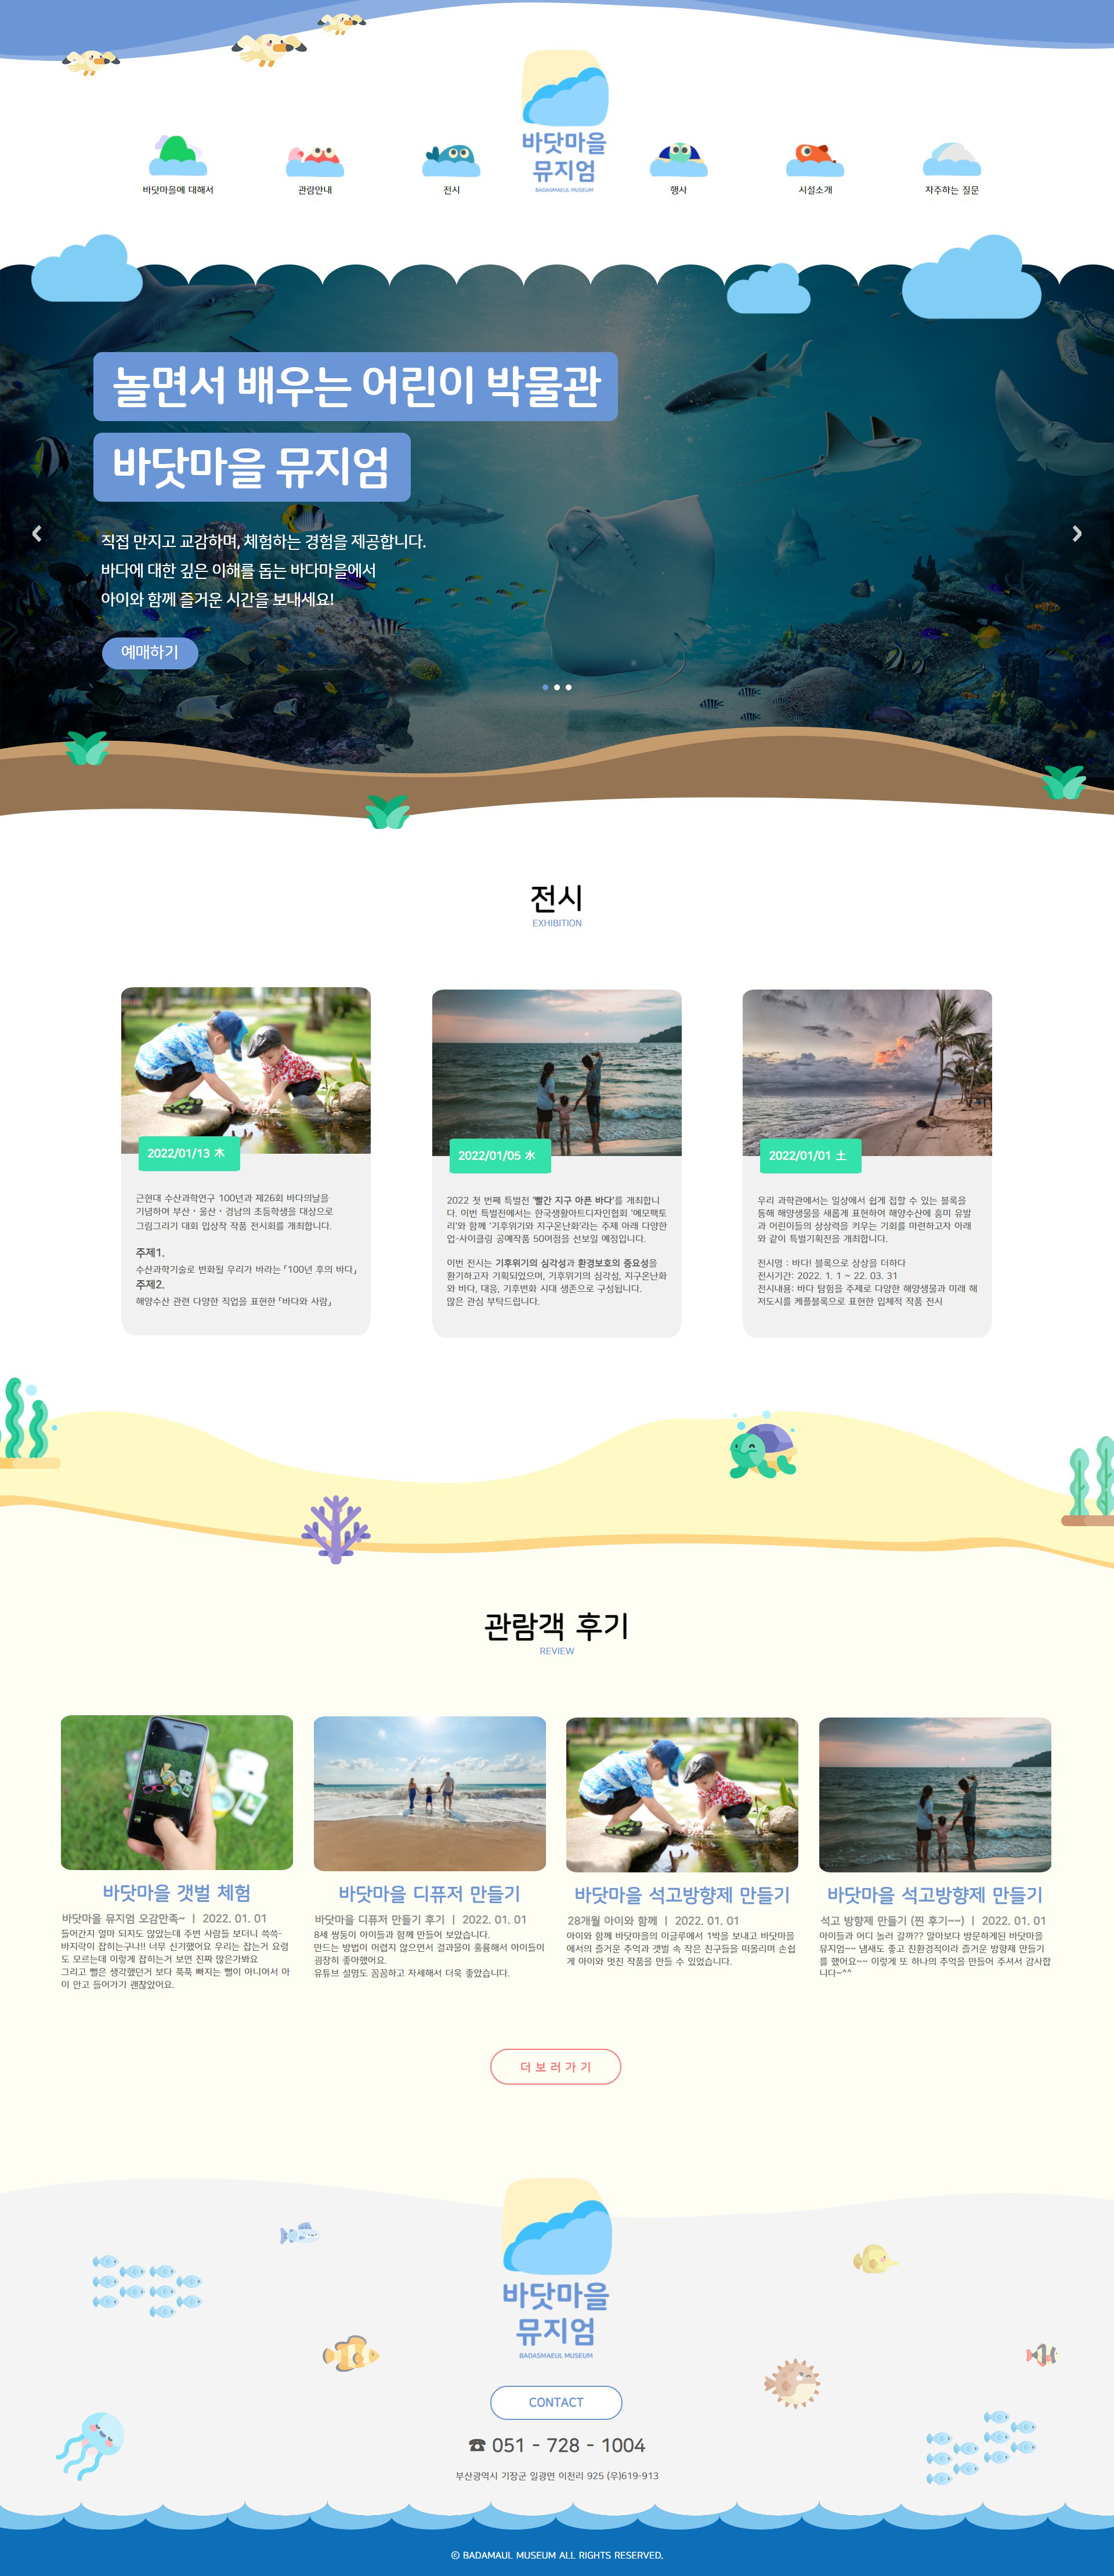 바닷마을
뮤지엄
BADASMAEUL MUSEUM
바닷마을에 대해서
관람안내
전시
행사
시설소개
자주하는 질문
놀면서 배우는 어린이 박물관
바닷마을 뮤지엄
직접 만지고 교감하며, 체험하는 경험을 제공합니다.
바다에 대한 깊은 이해를 돕는 바다마을에서
아이와 함께 즐거운 시간을 보내세요!
예매하기
전시
EXHIBITION
2022/01/13 木
근현대 수산과학연구 100년과 제26회 바다의날을
기념하여 부산・울산・경남의 초등학생을 대상으로
그림그리기 대회 입상작 작품 전시회를 개최합니다.
주제1.
수산과학기술로 변화될 우리가 바라는 「100년 후의 바다」
주제2.
해양수산 관련 다양한 직업을 표현한 「바다와 사람」
2022/01/05 水
2022 첫 번째 특별전 '빨간 지구 아픈 바다'를 개최합니
다. 이번 특별전에서는 한국생활아트디자인협회 '예모팩토
리'와 함께 '기후위기와 지구온난화'라는 주제 아래 다양한
업-사이클링 공예작품 50여점을 선보일 예정입니다.
이번 전시는 기후위기의 심각성과 환경보호의 중요성을
환기하고자 기획되었으며, 기후위기의 심각성, 지구온난화
와 바다, 대응, 기후변화 시대 생존으로 구성됩니다.
많은 관심 부탁드립니다.
2022/01/01 土
우리 과학관에서는 일상에서 쉽게 접할 수 있는 블록을
통해 해양생물을 새롭게 표현하여 해양수산에 흥미 유발
과 어린이들의 상상력을 키우는 기회를 마련하고자 아래
와 같이 특별기획전을 개최합니다.
전시명 : 바다! 블록으로 상상을 더하다
전시기간: 2022. 1. 1 ~ 22. 03. 31
전시내용: 바다 탐험을 주제로 다양한 해양생물과 미래 해
저도시를 케플블록으로 표현한 입체적 작품 전시
관람객 후기
REVIEW
바닷마을 갯벌 체험
바닷마을 뮤지엄 오감만족~ | 2022. 01. 01
들어간지 얼마 되지도 않았는데 주변 사람들 보더니 쓱쓱-
바지락이 잡히는구나!! 너무 신기했어요 우리는 잡는거 요령
도 모르는데 이렇게 잡히는거 보면 진짜 많은가봐요
그리고 뻘은 생각했던거 보다 푹푹 빠지는 뻘이 아니여서 아
이 안고 들어가기 괜찮았어요.
바닷마을 디퓨저 만들기
바닷마을 디퓨저 만들기 후기 | 2022. 01. 01
8세 쌍둥이 아이들과 함께 만들어 보았습니다.
만드는 방법이 어렵지 않으면서 결과물이 훌륭해서 아이들이
굉장히 좋아했어요.
유튜브 설명도 꼼꼼하고 자세해서 더욱 좋았습니다.
바닷마을 석고방향제 만들기
28개월 아이와 함께 | 2022. 01. 01
아이와 함께 바닷마을의 이글루에서 1박을 보내고 바닷마을
에서의 즐거운 추억과 갯벌 속 작은 친구들을 떠올리며 손쉽
게 아이와 멋진 작품을 만들 수 있었습니다.
바닷마을 석고방향제 만들기
석고 방향제 만들기 (찐 후기~~) | 2022. 01. 01
아이들과 어디 놀러 갈까?? 알아보다 방문하게된 바닷마을
뮤지엄~~ 냄새도 좋고 친환경적이라 즐거운 방향제 만들기
를 했어요~~ 이렇게 또 하나의 추억을 만들어 주셔서 감사합
니다~^^
더보러가기
바닷마을
뮤지엄
BADASMAEUL MUSEUM
CONTACT
☎ 051 - 728 - 1004
부산광역시 기장군 일광면 이천리 925 (우)619-913
© BADAMAUL MUSEUM ALL RIGHTS RESERVED.